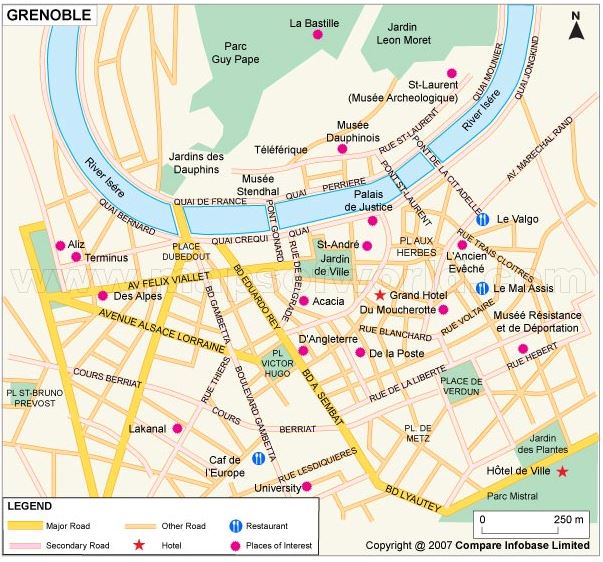 GRENOBLE
N
La Bastille
Jardin
Leon Moret
Parc
Guy Pape
QUAI MOUNIER
QUAI JONGKIND
St-Laurent
(Musée Archeologique)
River Isére
Musée
Dauphinois
Téléférique
RUE ST-LAURENT
PONT DE LA CIT ADELLE
AV. MARECHAL RAND
River Isére
Jardins des
Dauphins
Musée
Stendhal
QUAI PERRIERE
PONT ST-LAURENT
QUAI DE FRANCE
Palais
de Justice
Le Valgo
QUAI BERNARD
PONT GOIVARD
QUAI CREQUI
QUAI
RUE TRAIS CLOITRES
Aliz
Terminus
PLACE
DUBEDOUT
St-André
PL AUX
HERBES
L'Ancien
Evêché
Jardin
de Ville
www.mapsofworld.com
AV FELIX VIALLET
Des Alpes
BD GAMBETTA
BD EDUARDO REY
RUE DE BELGRADE
Acacia
Grand Hotel
Du Moucherotte
Le Mal Assis
AVENUE ALSACE LORRAINE
RUE VOLTAIRE
RUE BLANCHARD
Musée Résistance
et de Déportation
D'Angleterre
De la Poste
RUE HEBERT
PL
VICTOR
HUGO
RUE THIERS
COURS BERRIAT
RUE DE LA LIBERTE
PLACE DE
VERDUN
PL ST-BRUNO
PREVOST
BOULEVARD GAMBETTA
BD A. SEMBAT
COURS
BERRIAT
Lakanal
PL. DE
METZ
Jardin
des Plantes
Caf de
l'Europe
RUE LESDIQUIERES
Hôtel de Ville
University
BD LYAUTEY
Parc Mistral
LEGEND
Major Road
Other Road
Restaurant
Secondary Road
Hotel
Places of Interest
0 250 m
Copyright @ 2007 Compare Infobase Limited